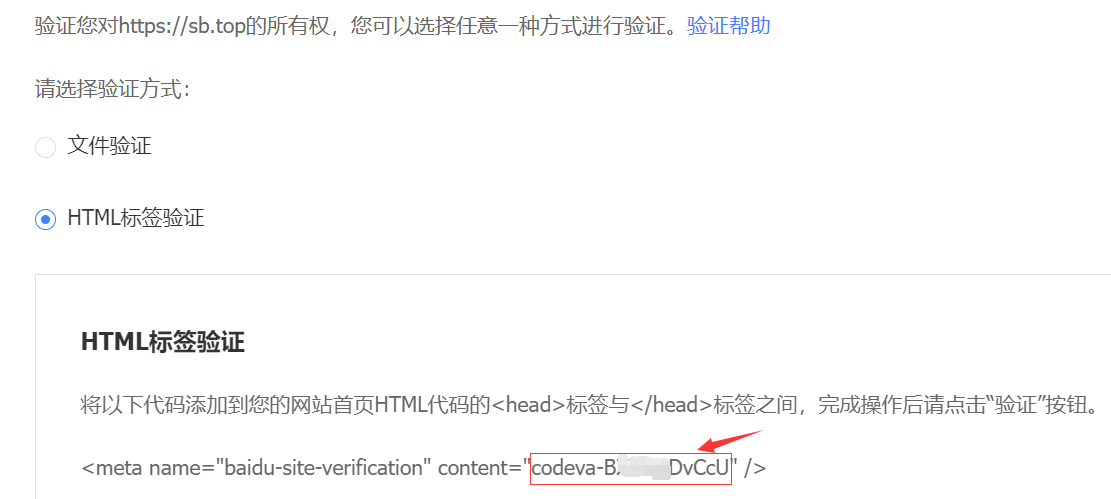 验证您对https://sb.top的所有权，您可以选择任意一种方式进行验证。验证帮助
请选择验证方式：
文件验证
HTML标签验证
HTML标签验证
将以下代码添加到您的网站首页HTML代码的<head>标签与</head>标签之间，完成操作后请点击“验证”按钮。
<meta name="baidu-site-verification" content="codeva-B DvCcU" />